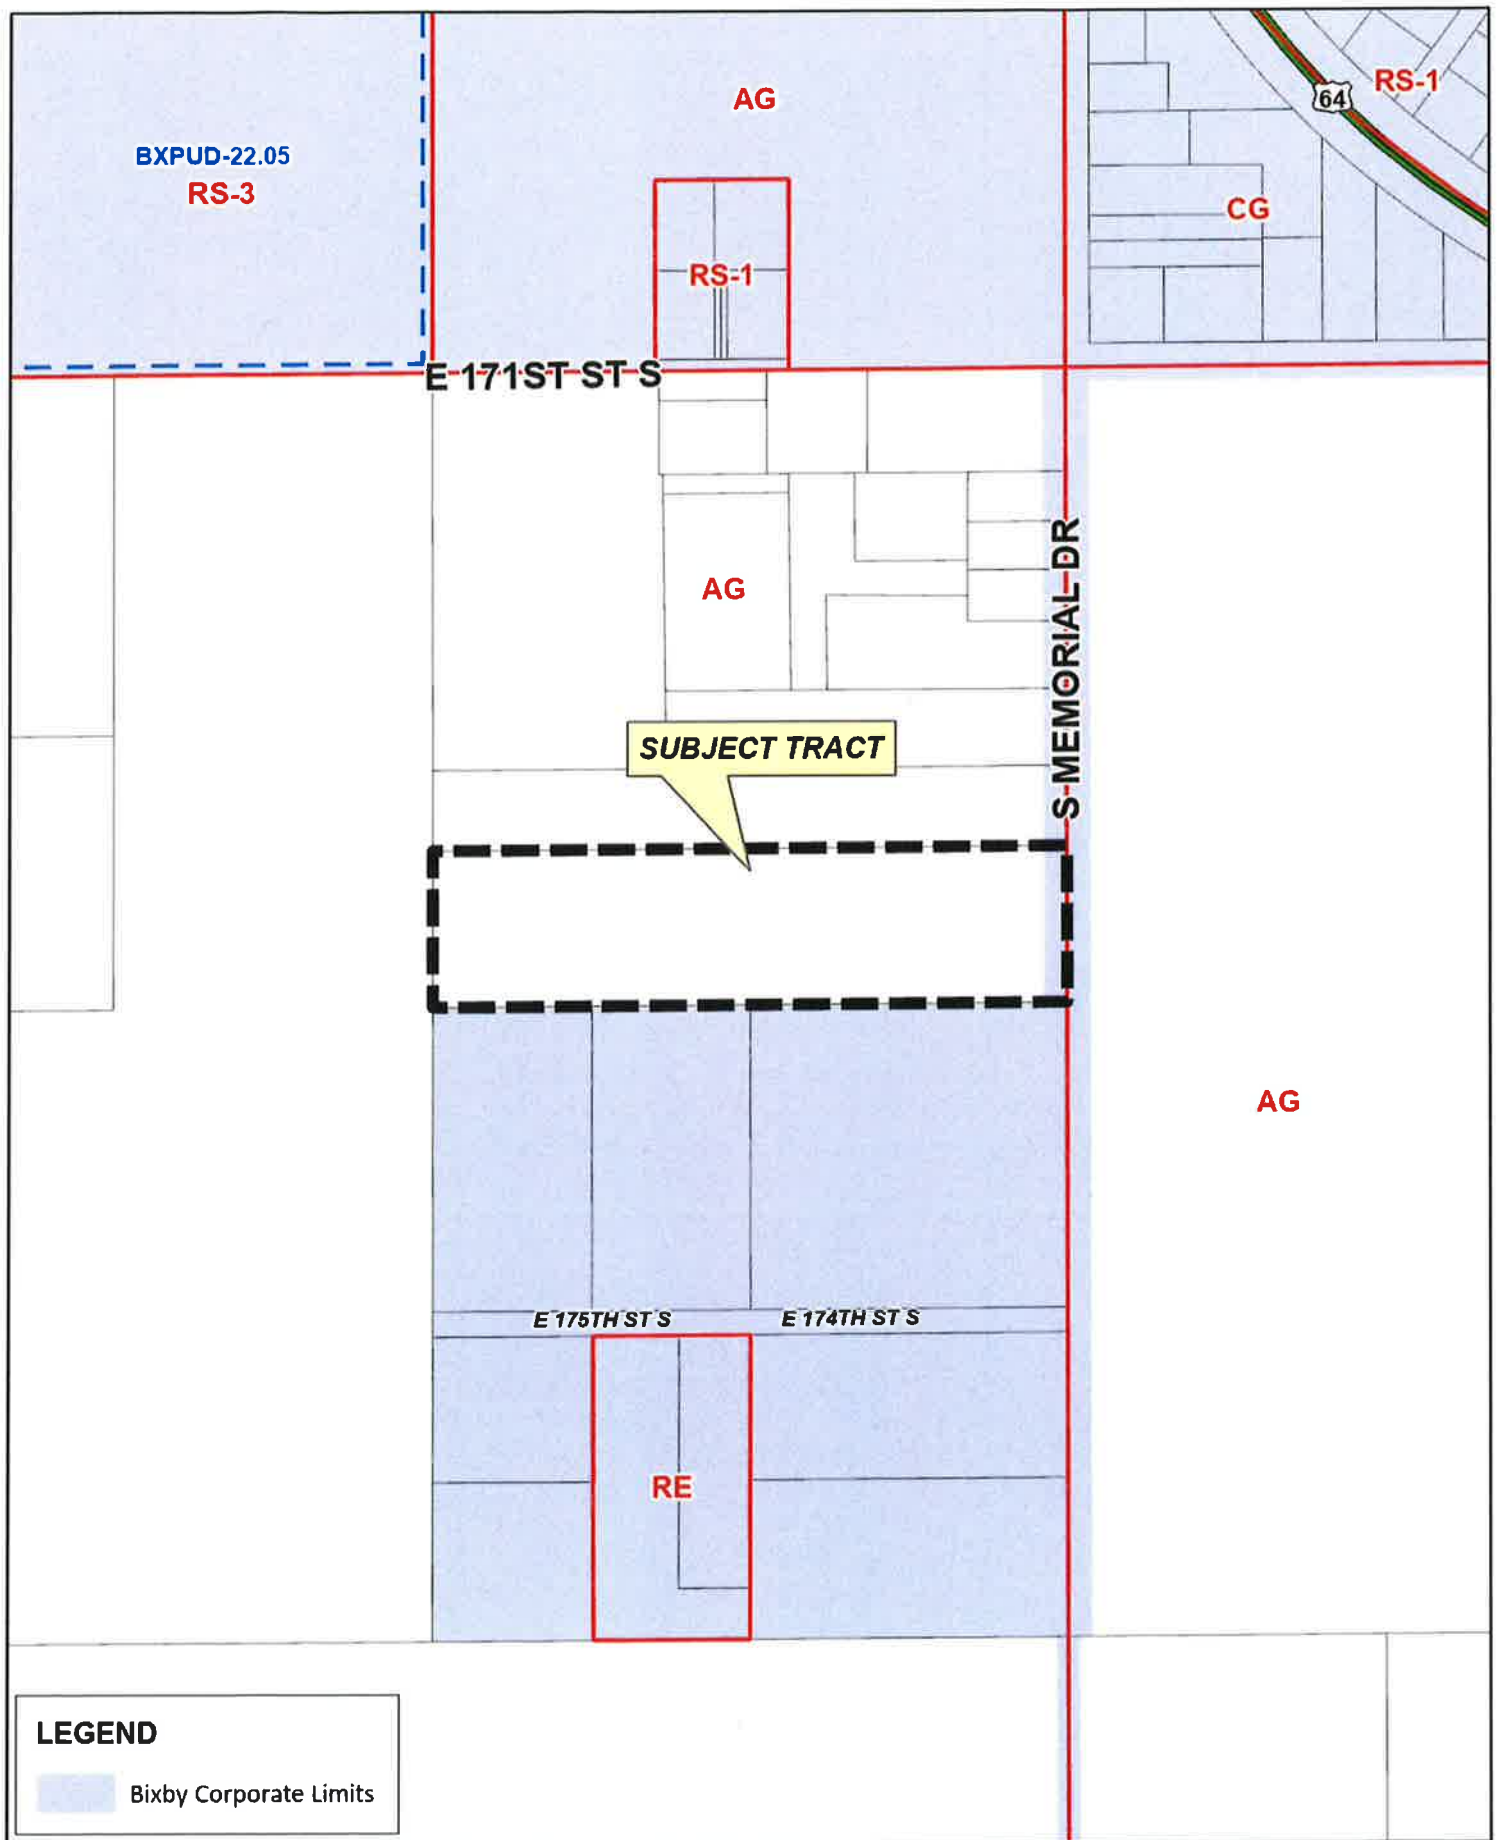 AG
64
RS-1
BXPUD-22.05
RS-3
CG
RS-1
E 171ST ST S
AG
S MEMORIAL DR
SUBJECT TRACT
AG
E 175TH ST S
E 174TH ST S
RE
LEGEND
Bixby Corporate Limits